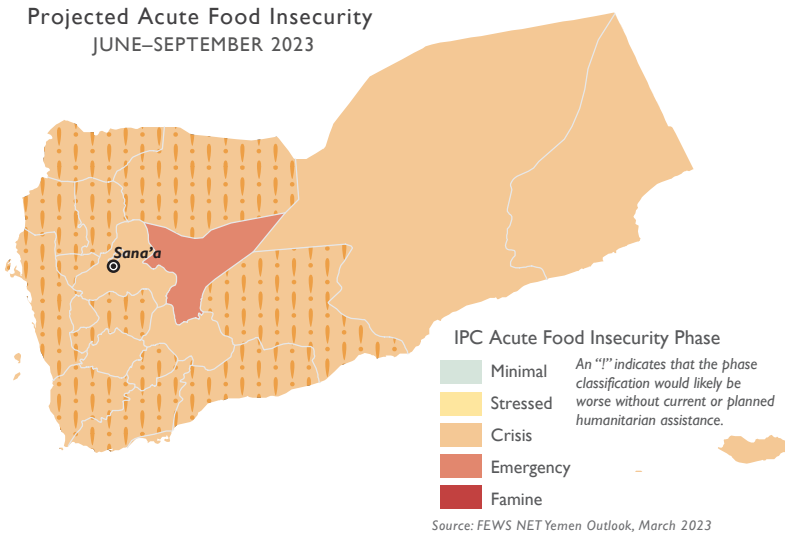 Projected Acute Food Insecurity
JUNE–SEPTEMBER 2023
Sana’a
IPC Acute Food Insecurity Phase
Minimal
Stressed
Crisis
Emergency
Famine
An “!” indicates that the phase
classification would likely be
worse without current or planned
humanitarian assistance.
Source: FEWS NET Yemen Outlook, March 2023